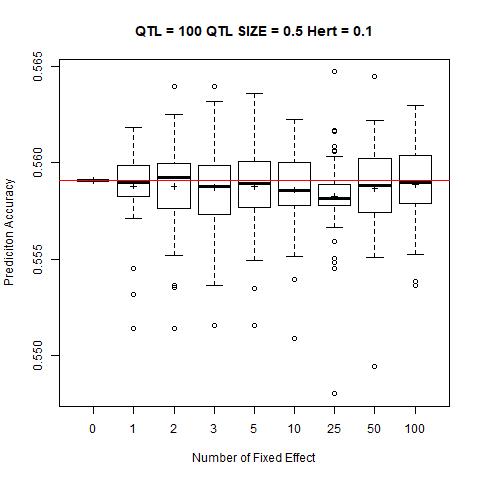 QTL = 100 QTL SIZE = 0.5 Hert = 0.1
0.565
0.560
0.555
0.550
Prediciton Accuracy
0 1 2 3 5 10 25 50 100
Number of Fixed Effect